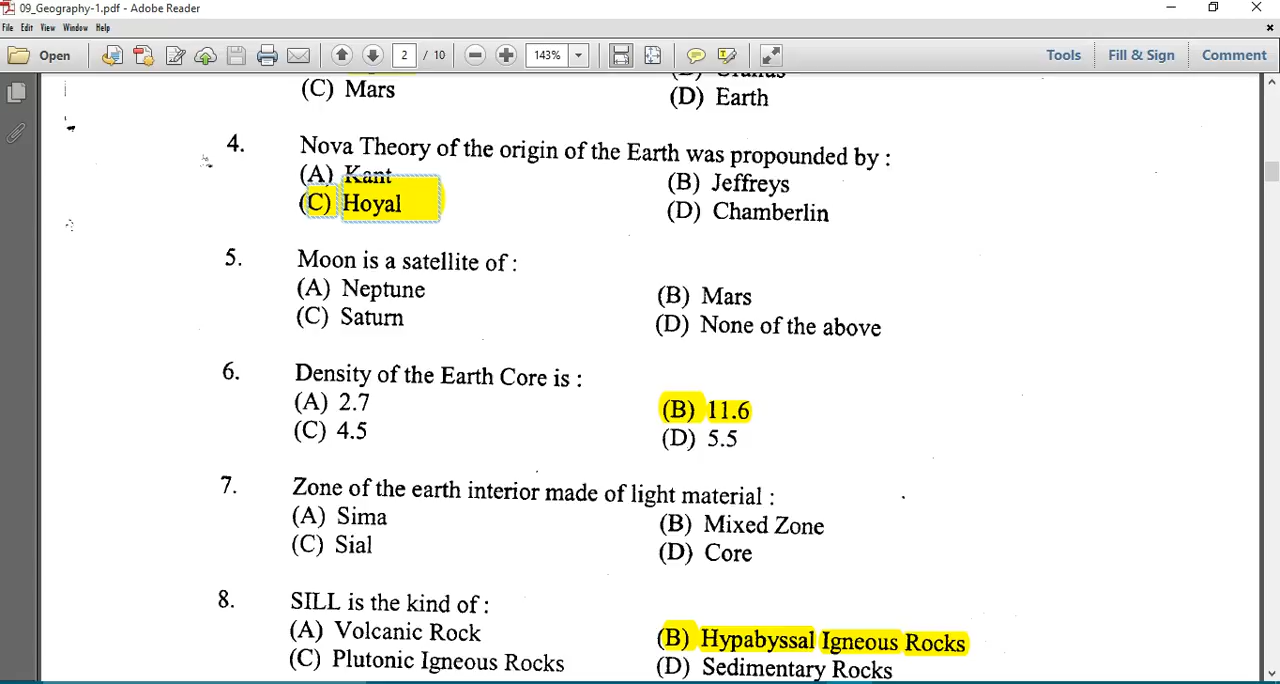 09_Geography-1.pdf - Adobe Reader
File Edit View Window Help
Open 2 / 10 143% Tools Fill & Sign Comment
(C) Mars
(D) Earth
4. Nova Theory of the origin of the Earth was propounded by :
(A) Kant (B) Jeffreys
(C) Hoyal (D) Chamberlin
5. Moon is a satellite of :
(A) Neptune (B) Mars
(C) Saturn (D) None of the above
6. Density of the Earth Core is :
(A) 2.7 (B) 11.6
(C) 4.5 (D) 5.5
7. Zone of the earth interior made of light material :
(A) Sima (B) Mixed Zone
(C) Sial (D) Core
8. SILL is the kind of :
(A) Volcanic Rock (B) Hypabyssal Igneous Rocks
(C) Plutonic Igneous Rocks (D) Sedimentary Rocks